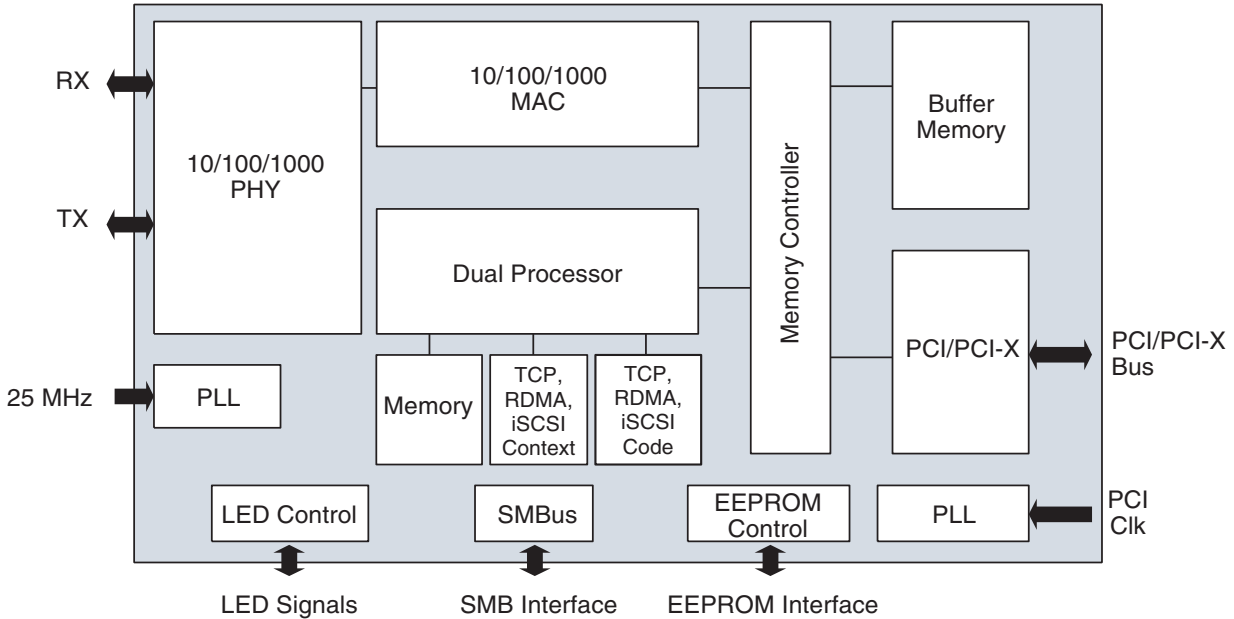 RX
TX
25 MHz
10/100/1000
PHY
10/100/1000
MAC
Dual Processor
Memory
TCP,
RDMA,
iSCSI
Context
TCP,
RDMA,
iSCSI
Code
Memory Controller
Buffer
Memory
PCI/PCI-X
PCI/PCI-X
Bus
PLL
LED Control
SMBus
EEPROM
Control
PLL
PCI
Clk
LED Signals
SMB Interface
EEPROM Interface